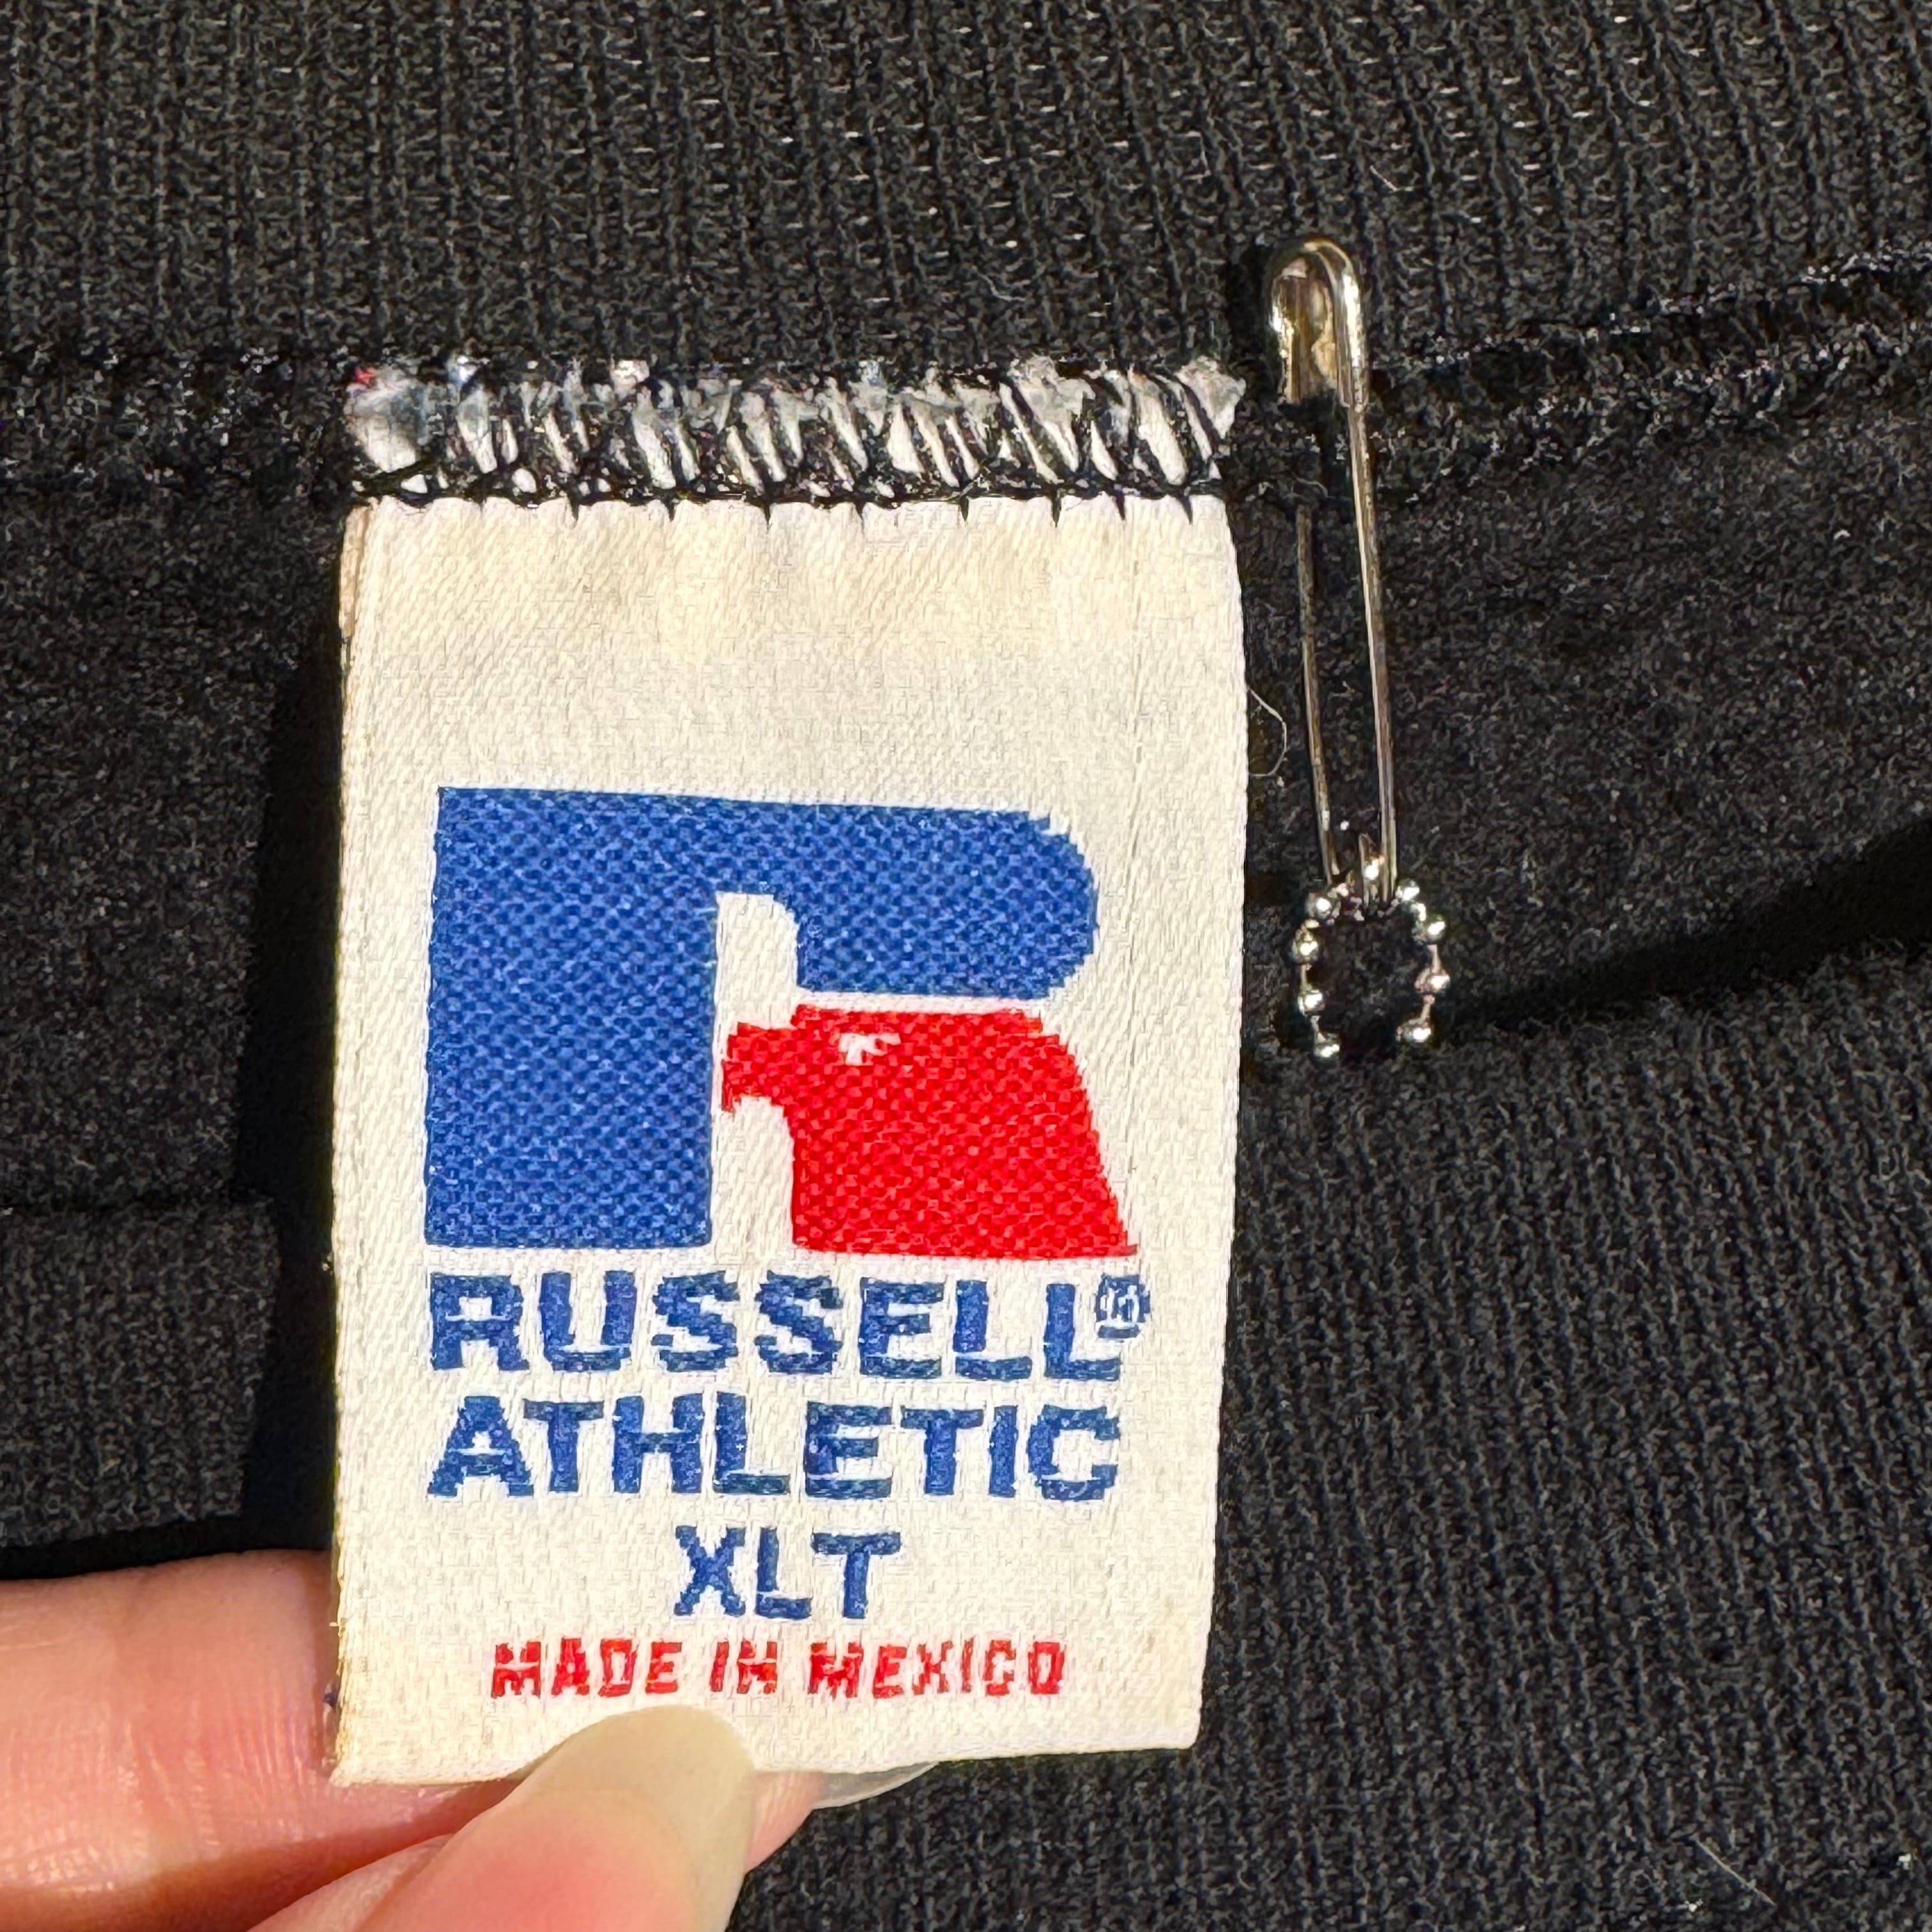 RUSSELL®
ATHLETIC
XLT
MADE IN MEXICO